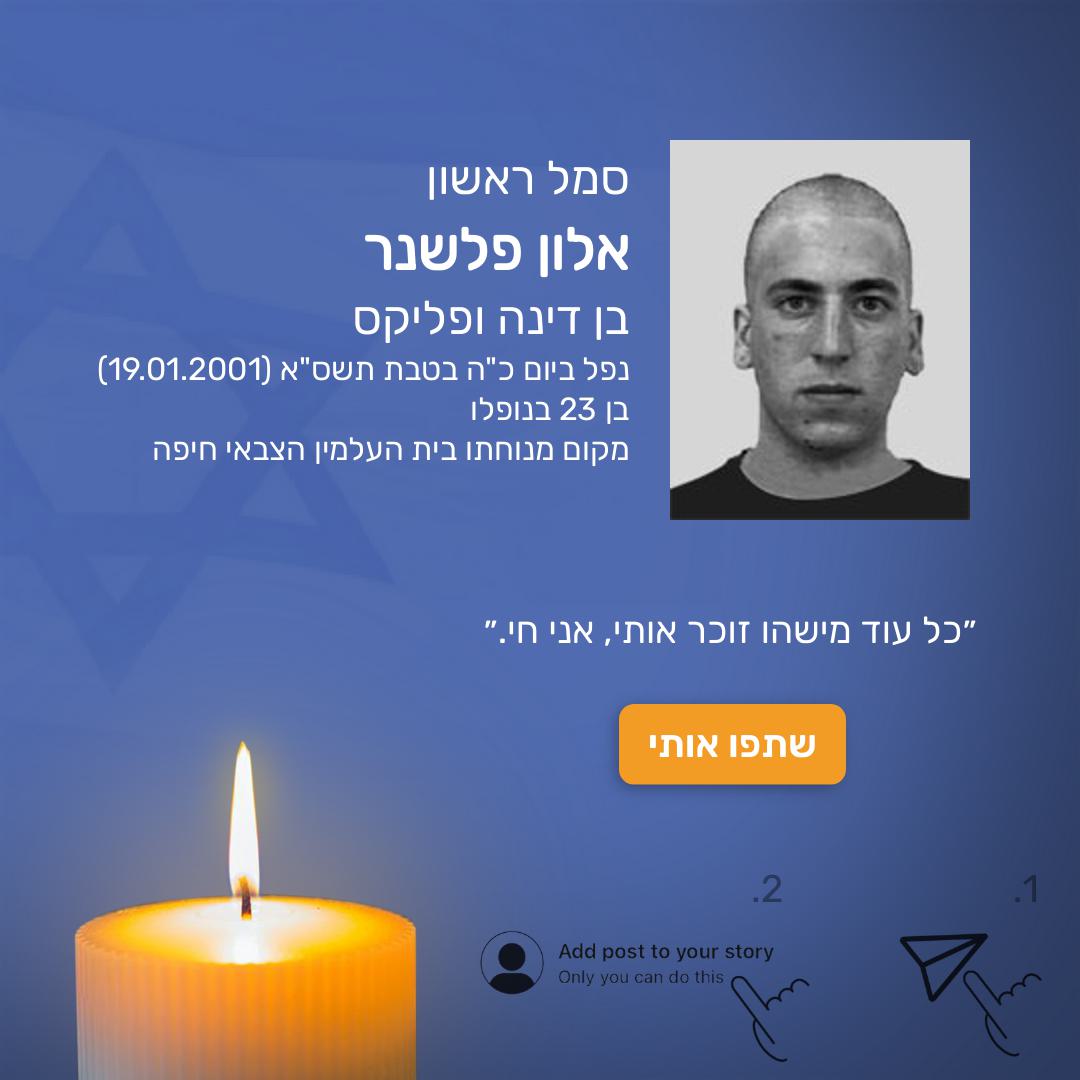 סמל ראשון
אלון פלשנר
בן דינה ופליקס
נפל ביום כ"ה בטבת תשס"א (19.01.2001)
בן 23 בנופלו
מקום מנוחתו בית העלמין הצבאי חיפה
״כל עוד מישהו זוכר אותי, אני חי.״
שתפו אותי
1.
2.
Add post to your story
Only you can do this